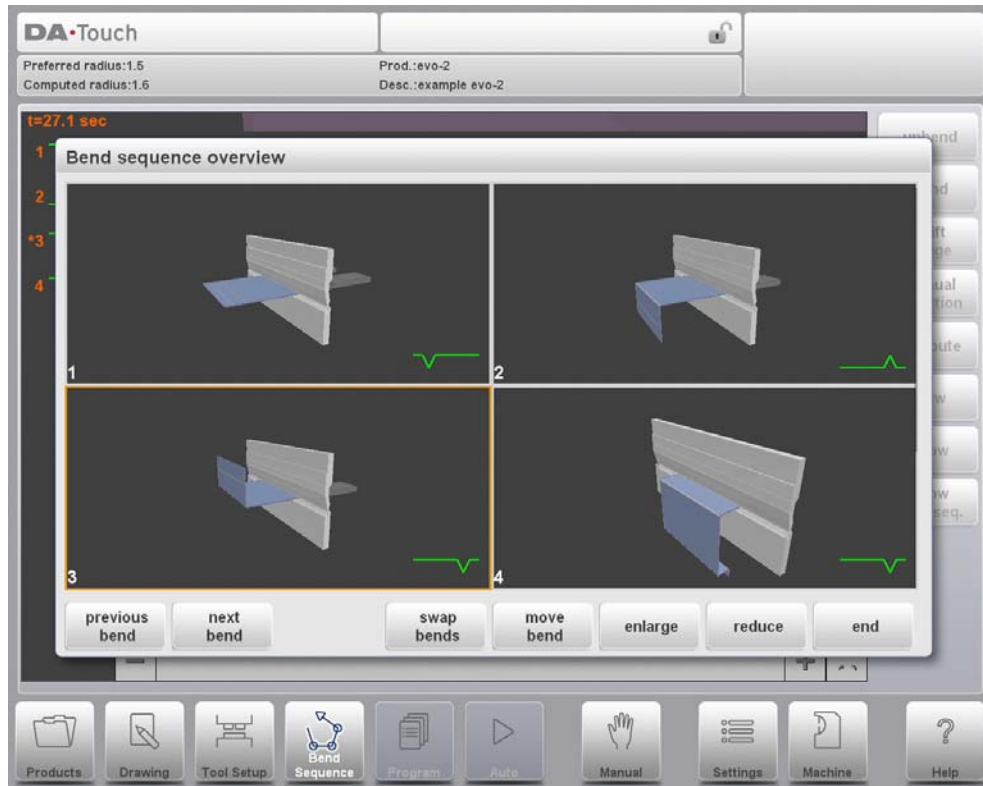 DA·Touch
Preferred radius:1.5
Prod.:evo-2
Computed radius:1.6
Desc.:example evo-2
t=27.1 sec
1
2
*3
4
Bend sequence overview
1
2
3
4
previous
bend
next
bend
swap
bends
move
bend
enlarge
reduce
end
Products
Drawing
Tool Setup
Bend
Sequence
Program
Auto
Manual
Settings
Machine
Help